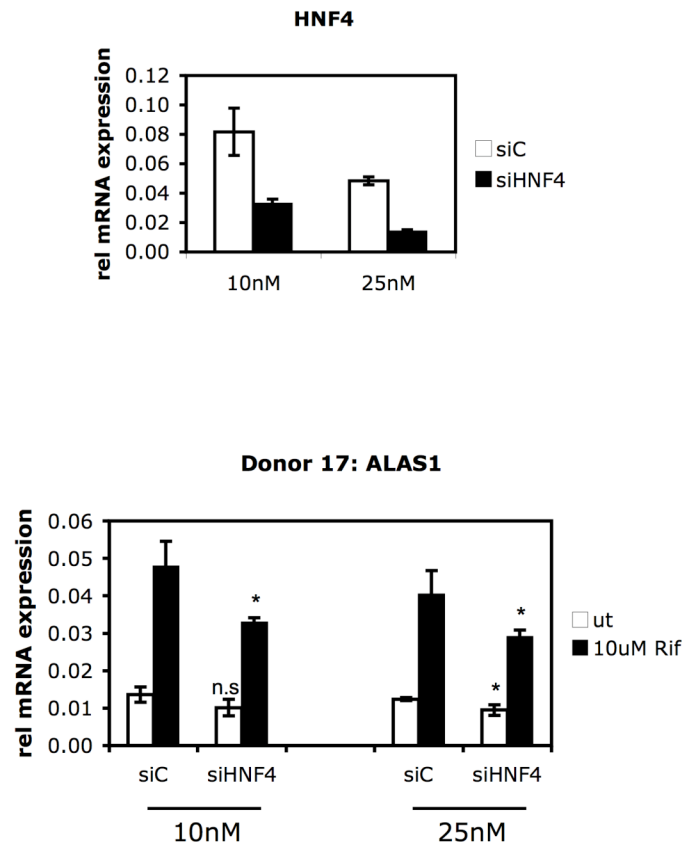 HNF4
rel mRNA expression
0.12
0.10
0.08
0.06
0.04
0.02
0.00
10nM 25nM
siC
siHNF4
Donor 17: ALAS1
rel mRNA expression
0.06
0.05
0.04
0.03
0.02
0.01
0.00
*
n.s
*
*
ut
10uM Rif
siC siHNF4 siC siHNF4
10nM 25nM